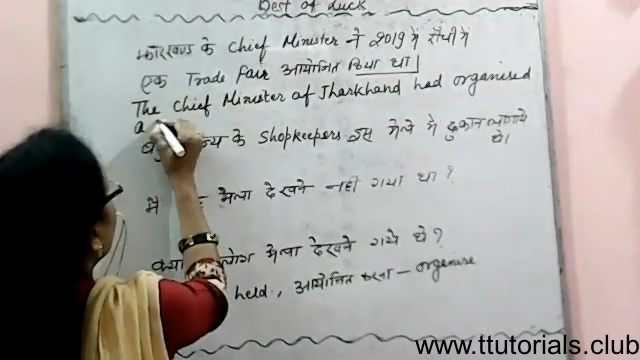 Best of Luck
झारखण्ड के Chief Minister ने 2019 में राँची में
एक Trade Fair आयोजित किया था|
The Chief Minister of Jharkhand had organised
a
के Shopkeepers उस मेले में दुकान लगाये
थे।
मैं मेला देखने नहीं गया था?
क्या लोग मेला देखने गये थे?
held., आयोजित करना - organise
www.ttutorials.club